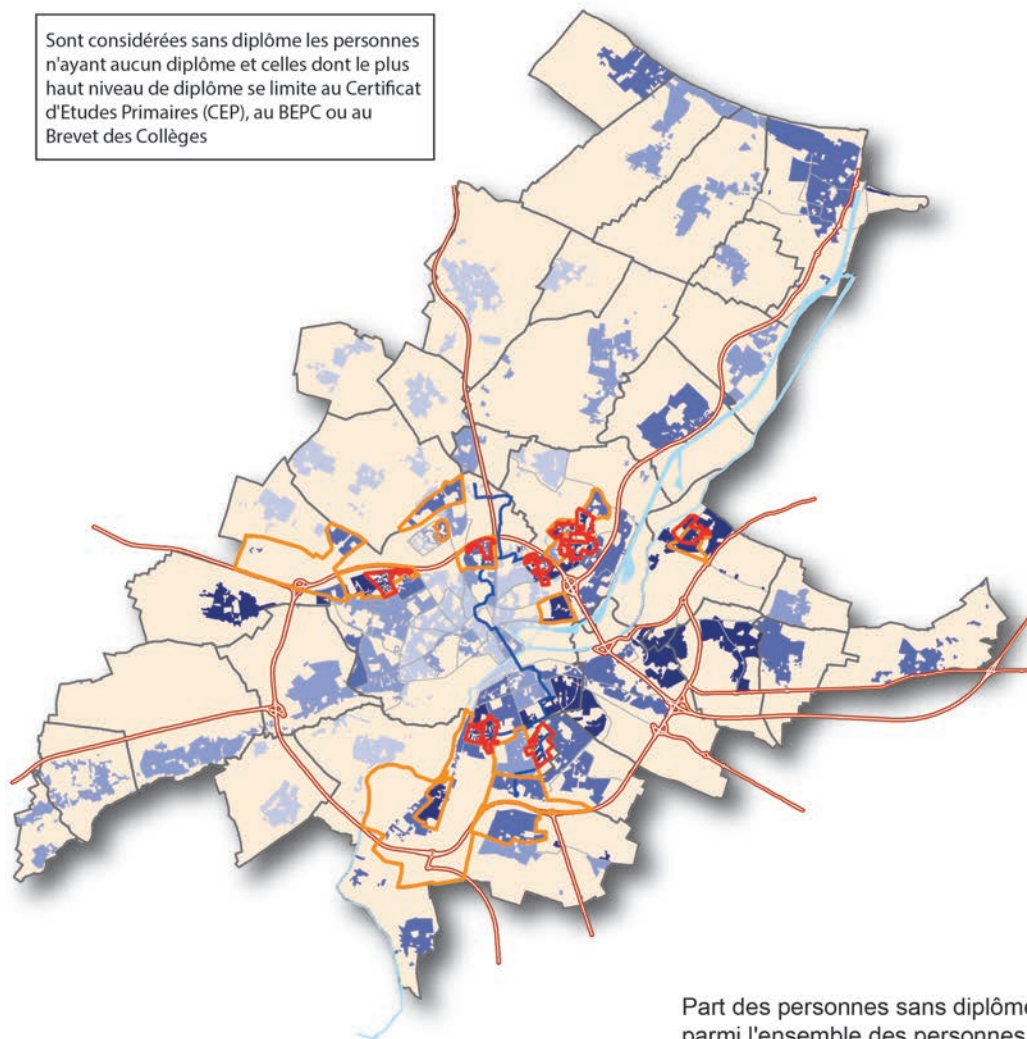 Sont considérées sans diplôme les personnes
n'ayant aucun diplôme et celles dont le plus
haut niveau de diplôme se limite au Certificat
d'Etudes Primaires (CEP), au BEPC ou au
Brevet des Collèges
Part des personnes sans diplôme
parmi l'ensemble des personnes